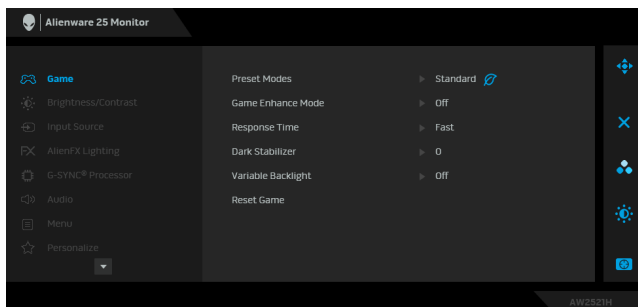 Alienware 25 Monitor
Game
Brightness/Contrast
Input Source
FX AlienFX Lighting
G-SYNC® Processor
Audio
Menu
Personalize
Preset Modes Standard
Game Enhance Mode Off
Response Time Fast
Dark Stabilizer 0
Variable Backlight Off
Reset Game
AW2521H